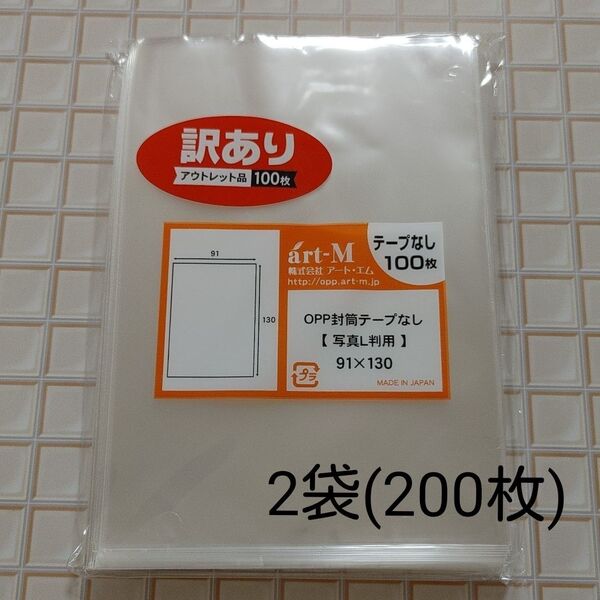 訳あり
アウトレット品 100枚
91
130
árt-M
株式会社 アート・エム
http://opp.art-m.jp
テープなし
100枚
OPP封筒テープなし
【 写真L判用 】
91×130
プラ
MADE IN JAPAN
2袋(200枚)